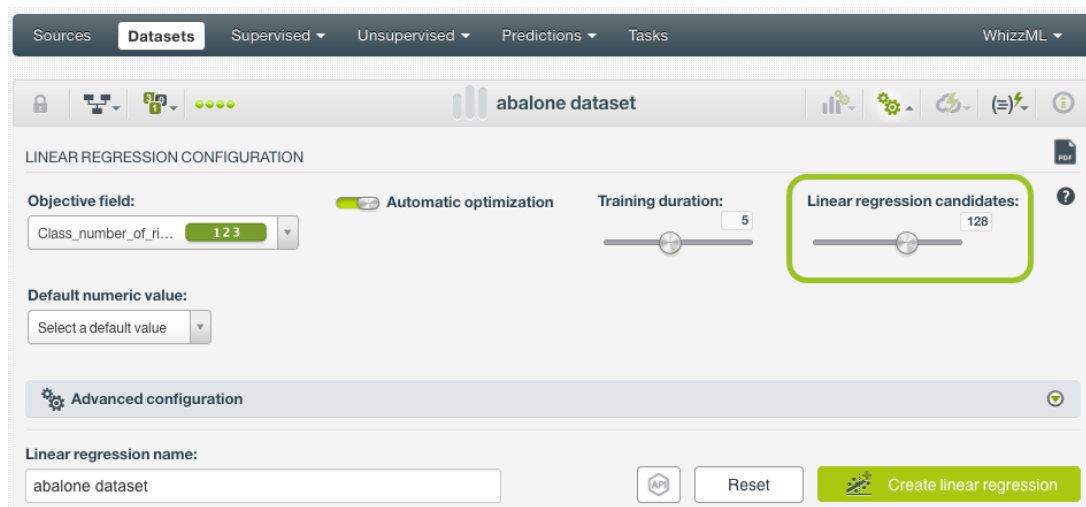 Sources Datasets Supervised Unsupervised Predictions Tasks WhizzML
abalone dataset
LINEAR REGRESSION CONFIGURATION
PDF
Objective field:
Automatic optimization
Training duration:
Linear regression candidates:
Class_number_of_ri... 123
5
128
Default numeric value:
Select a default value
Advanced configuration
Linear regression name:
abalone dataset
API
Reset
Create linear regression